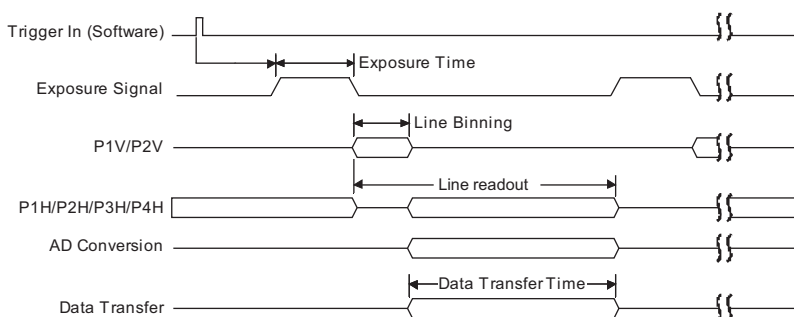 Trigger In (Software)
Exposure Time
Exposure Signal
Line Binning
P1V/P2V
Line readout
P1H/P2H/P3H/P4H
AD Conversion
Data Transfer Time
Data Transfer